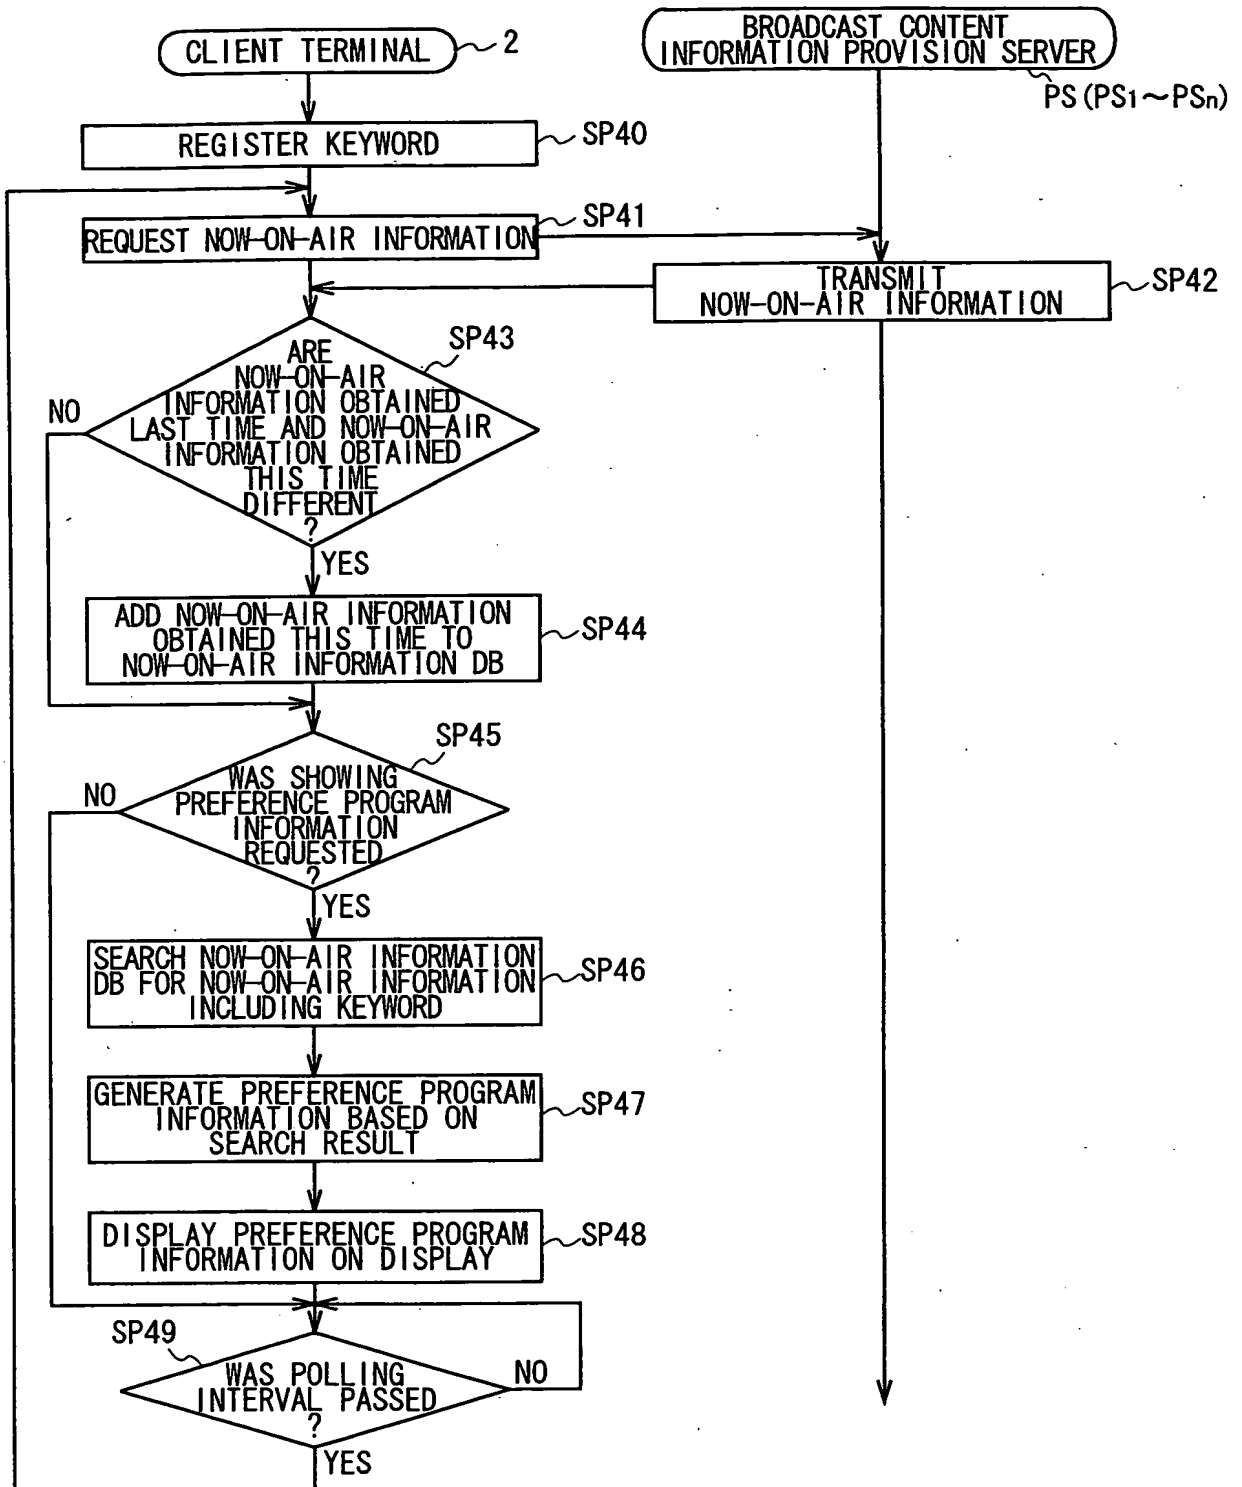 CLIENT TERMINAL
2
BROADCAST CONTENT
INFORMATION PROVISION SERVER
PS (PS1~PSn)
REGISTER KEYWORD
SP40
REQUEST NOW-ON-AIR INFORMATION
SP41
TRANSMIT
NOW-ON-AIR INFORMATION
SP42
SP43
ARE
NOW-ON-AIR
INFORMATION OBTAINED
LAST TIME AND NOW-ON-AIR
INFORMATION OBTAINED
THIS TIME
DIFFERENT
?
NO
YES
ADD NOW-ON-AIR INFORMATION
OBTAINED THIS TIME TO
NOW-ON-AIR INFORMATION DB
SP44
SP45
WAS SHOWING
PREFERENCE PROGRAM
INFORMATION
REQUESTED
?
NO
YES
SEARCH NOW-ON-AIR INFORMATION
DB FOR NOW-ON-AIR INFORMATION
INCLUDING KEYWORD
SP46
GENERATE PREFERENCE PROGRAM
INFORMATION BASED ON
SEARCH RESULT
SP47
DISPLAY PREFERENCE PROGRAM
INFORMATION ON DISPLAY
SP48
SP49
WAS POLLING
INTERVAL PASSED
?
NO
YES